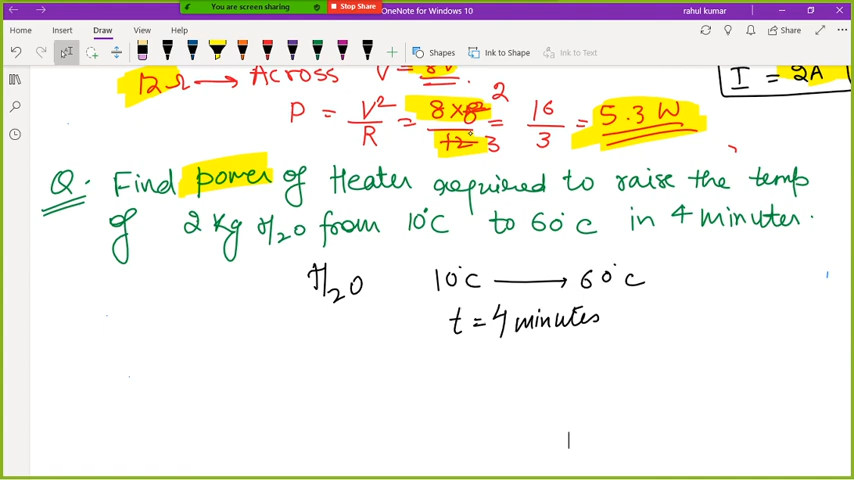 You are screen sharing
Stop Share
OneNote for Windows 10
rahul kumar
Home Insert Draw View Help
Share
Shapes Ink to Shape Ink to Text
12Ω → Across V = 8V.
I = 2A
P = V²/R = 8×8/12 = 16/3 = 5.3 W
2
3
Q. Find power of Heater required to raise the temp
of 2 Kg H2O from 10°C to 60°C in 4 minutes.
H2O 10°C → 60°C
t = 4 minutes